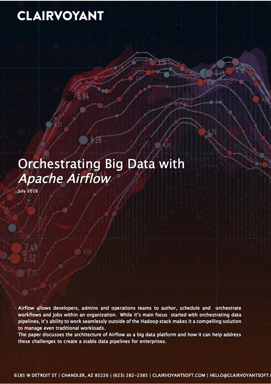 CLAIRVOYANT
Orchestrating Big Data with
Apache Airflow
July 2016
Airflow allows developers, admins and operations teams to author, schedule and orchestrate
workflows and jobs within an organization. While it's main focus started with orchestrating data
pipelines, it's ability to work seamlessly outside of the Hadoop stack makes it a compelling solution
to manage even traditional workloads.
The paper discusses the architecture of Airflow as a big data platform and how it can help address
these challenges to create a stable data pipelines for enterprises.
6185 W DETROIT ST | CHANDLER, AZ 85226 | (623) 282-2385 | CLAIRVOYANTSOFT.COM | HELLO@CLAIRVOYANTSOFT